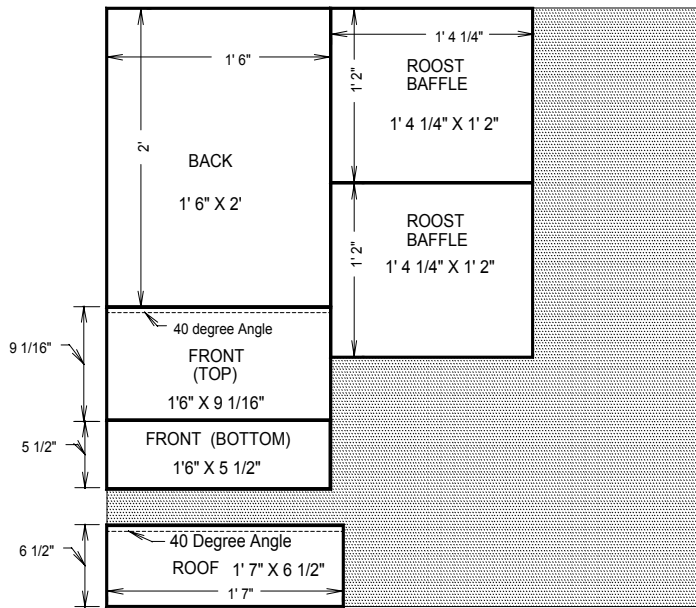 1' 6"
2'
BACK
1' 6" X 2'
1' 4 1/4"
1' 2"
ROOST
BAFFLE
1' 4 1/4" X 1' 2"
1' 2"
ROOST
BAFFLE
1' 4 1/4" X 1' 2"
9 1/16"
40 degree Angle
FRONT
(TOP)
1'6" X 9 1/16"
5 1/2"
FRONT (BOTTOM)
1'6" X 5 1/2"
6 1/2"
40 Degree Angle
ROOF 1' 7" X 6 1/2"
1' 7"